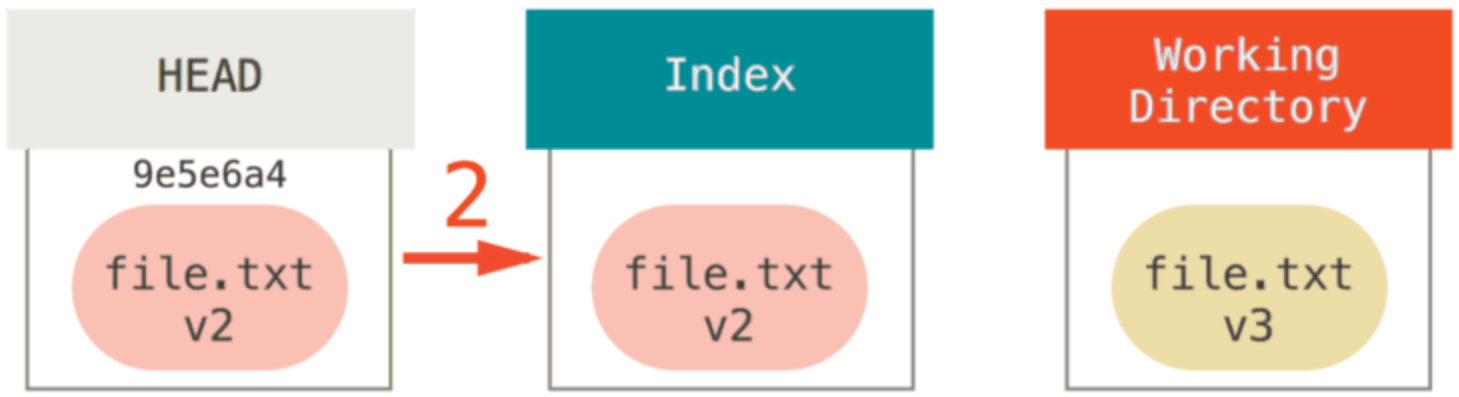 HEAD
Index
Working
Directory
9e5e6a4
2
file.txt
v2
file.txt
v2
file.txt
v3